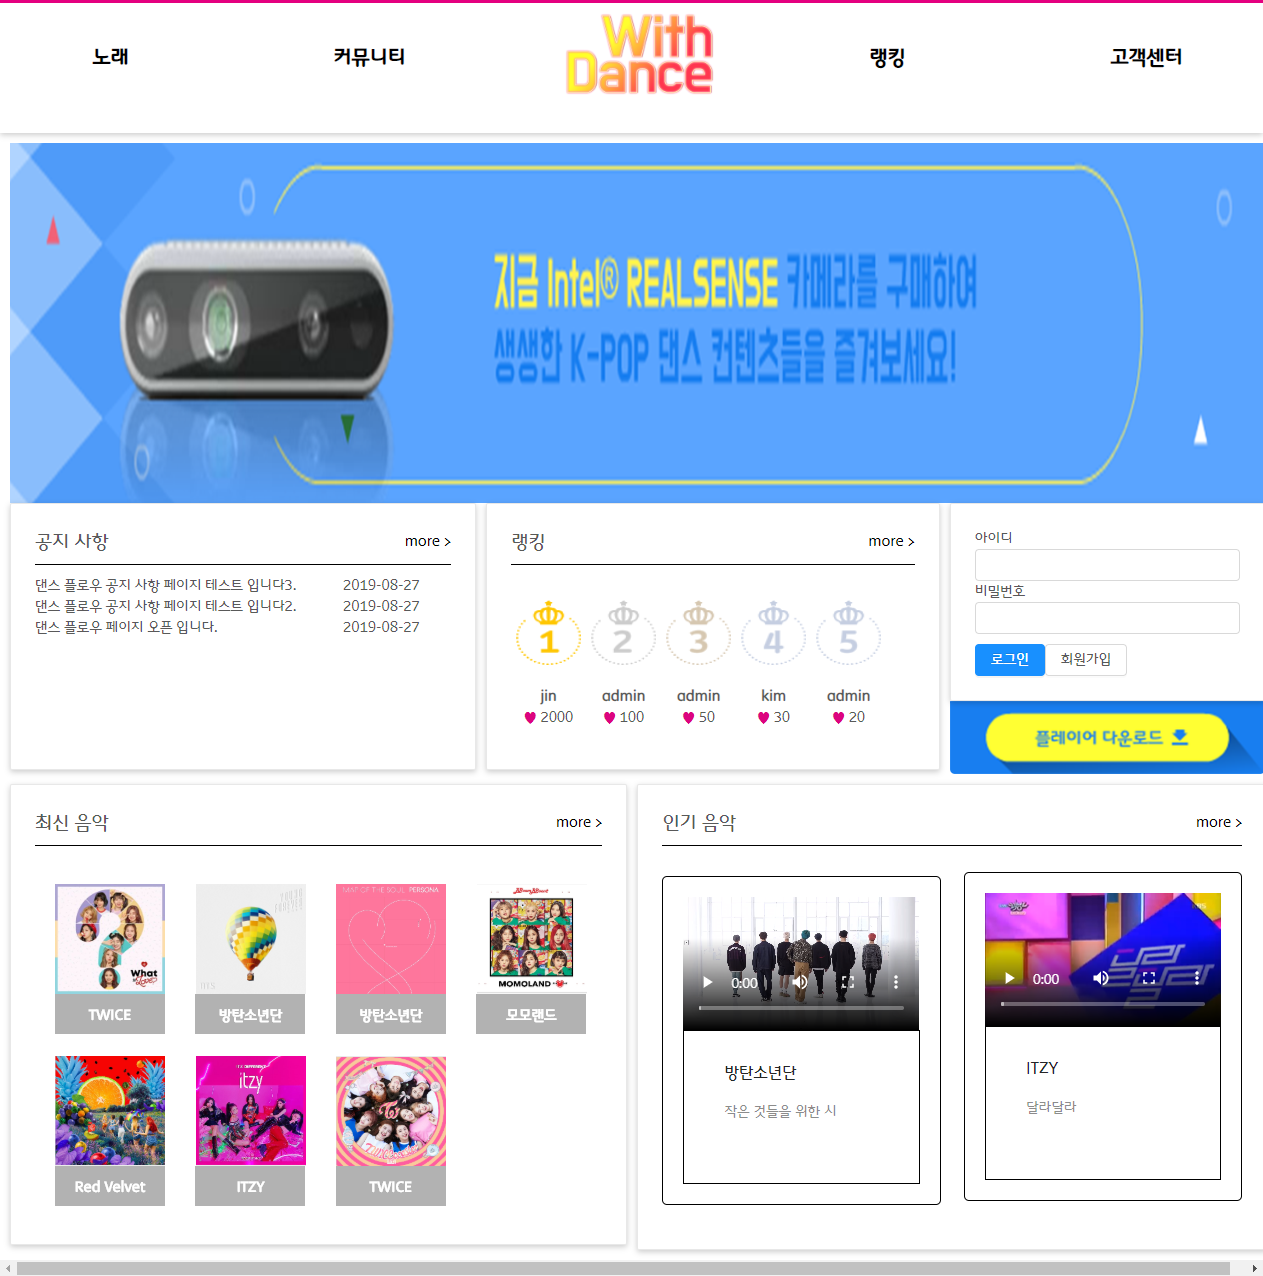 노래
커뮤니티
With
Dance
랭킹
고객센터
지금 Intel® REALSENSE 카메라를 구매하여
생생한 K-POP 댄스 컨텐츠들을 즐겨보세요!
공지 사항
more >
댄스 플로우 공지 사항 페이지 테스트 입니다3.
2019-08-27
댄스 플로우 공지 사항 페이지 테스트 입니다2.
2019-08-27
댄스 플로우 페이지 오픈 입니다.
2019-08-27
랭킹
more >
1
2
3
4
5
jin
admin
admin
kim
admin
2000
100
50
30
20
아이디
비밀번호
로그인
회원가입
플레이어 다운로드
최신 음악
more >
What
is Love
TWICE
방탄소년단
MAP OF THE SOUL : PERSONA
방탄소년단
MOMOLAND
모모랜드
Red Velvet
itzy
ITZY
TWICE
인기 음악
more >
0:00
방탄소년단
작은 것들을 위한 시
0:00
ITZY
달라달라